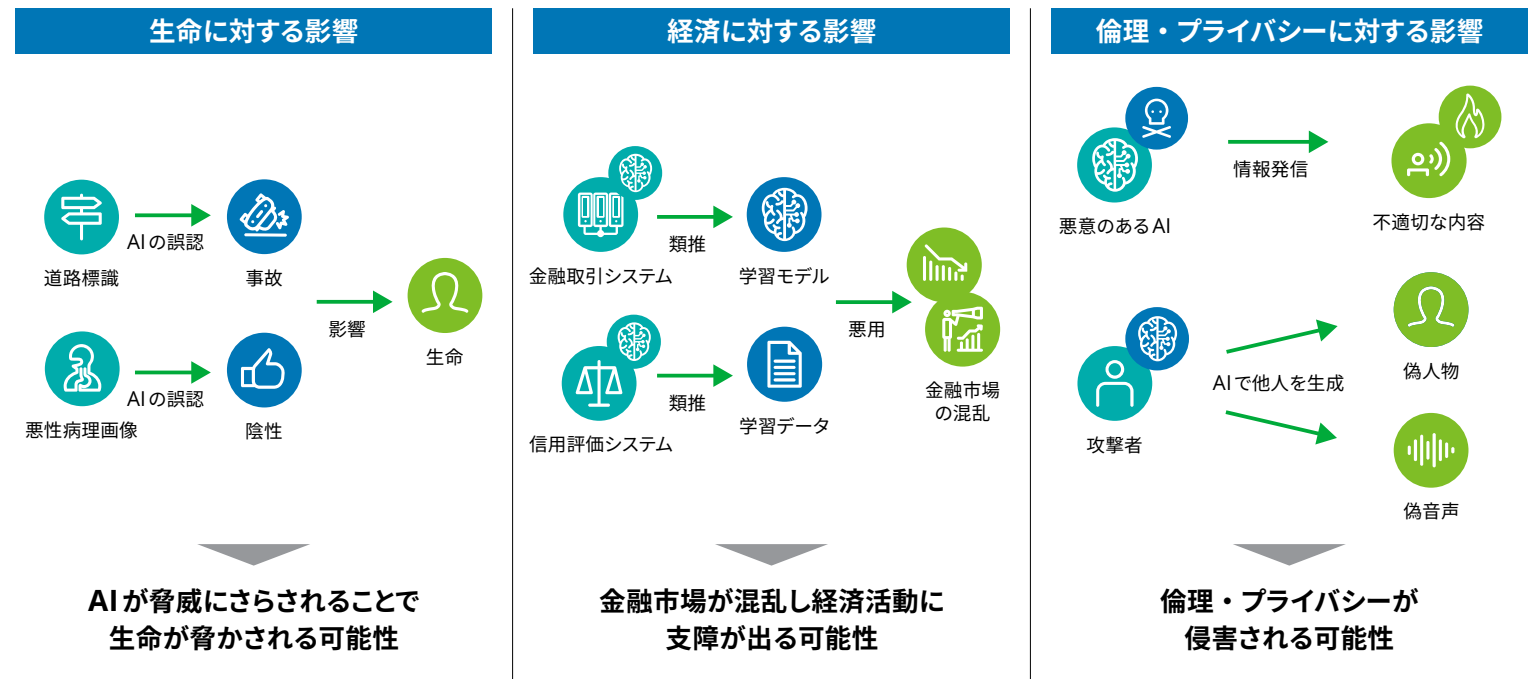 生命に対する影響
道路標識
AIの誤認
事故
悪性病理画像
AIの誤認
陰性
影響
生命
AIが脅威にさらされることで
生命が脅かされる可能性
経済に対する影響
金融取引システム
類推
学習モデル
信用評価システム
類推
学習データ
悪用
金融市場
の混乱
金融市場が混乱し経済活動に
支障が出る可能性
倫理・プライバシーに対する影響
悪意のあるAI
情報発信
不適切な内容
攻撃者
AIで他人を生成
偽人物
偽音声
倫理・プライバシーが
侵害される可能性